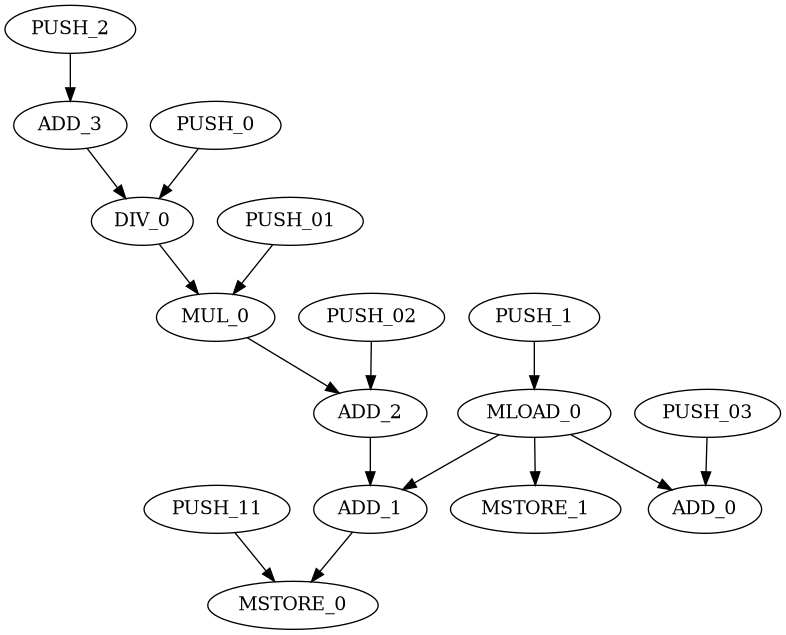 PUSH_2
ADD_3
PUSH_0
DIV_0
PUSH_01
MUL_0
PUSH_02
PUSH_1
ADD_2
MLOAD_0
PUSH_03
PUSH_11
ADD_1
MSTORE_1
ADD_0
MSTORE_0